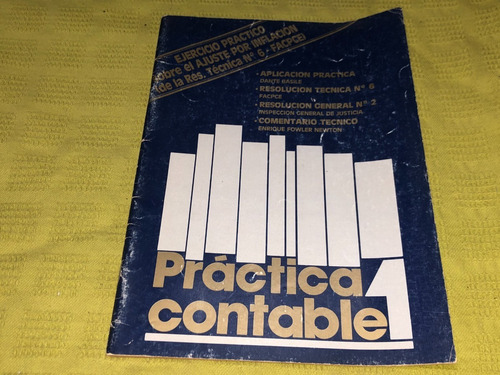 EJERCICIO PRACTICO
sobre el AJUSTE POR INFLACIÓN
de la Res. Técnica Nº 6 - FACPCE
• APLICACION PRACTICA
DANTE BASILE
• RESOLUCION TECNICA Nº 6
FACPCE
• RESOLUCION GENERAL Nº 2
INSPECCION GENERAL DE JUSTICIA
• COMENTARIO TECNICO
ENRIQUE FOWLER NEWTON
Práctica
contable 1